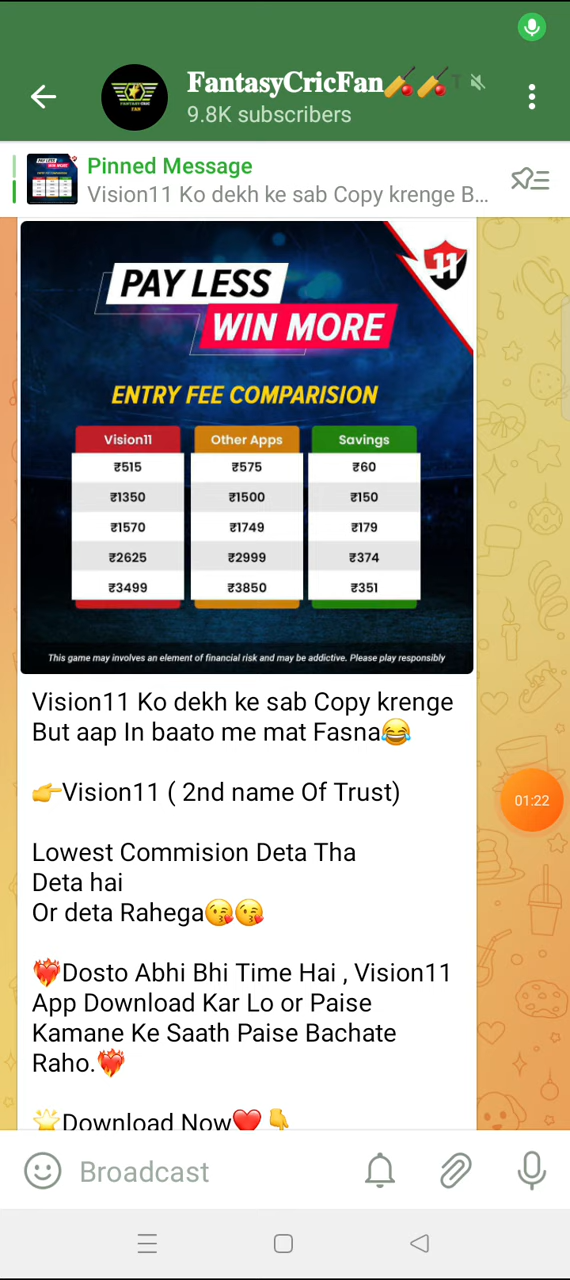 FantasyCricFan🏏🏏T
9.8K subscribers
Pinned Message
Vision11 Ko dekh ke sab Copy krenge B...
11
PAY LESS
WIN MORE
ENTRY FEE COMPARISION
Vision11 Other Apps Savings
₹515 ₹575 ₹60
₹1350 ₹1500 ₹150
₹1570 ₹1749 ₹179
₹2625 ₹2999 ₹374
₹3499 ₹3850 ₹351
This game may involves an element of financial risk and may be addictive. Please play responsibly
Vision11 Ko dekh ke sab Copy krenge
But aap In baato me mat Fasna😂
👉Vision11 ( 2nd name Of Trust)
01:22
Lowest Commision Deta Tha
Deta hai
Or deta Rahega😘😘
❤️‍🔥Dosto Abhi Bhi Time Hai , Vision11
App Download Kar Lo or Paise
Kamane Ke Saath Paise Bachate
Raho.❤️‍🔥
🌟Download Now❤️👇
Broadcast